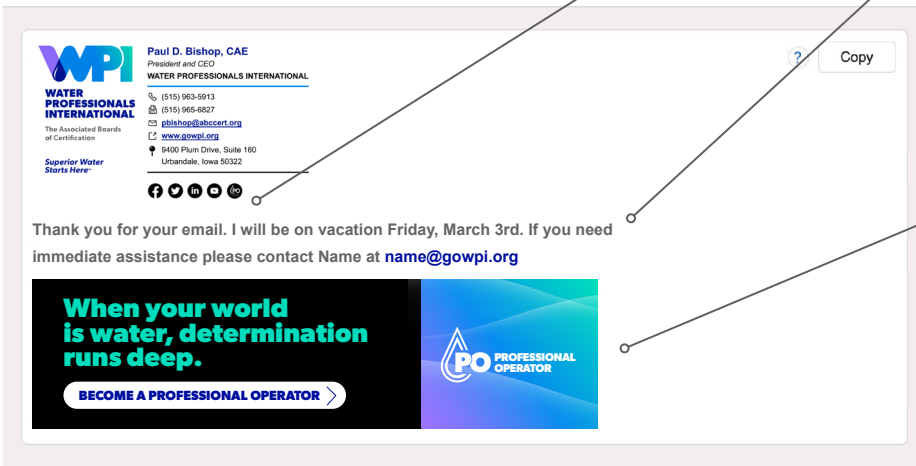 WPI
WATER
PROFESSIONALS
INTERNATIONAL
The Associated Boards
of Certification
Superior Water
Starts Here™
Paul D. Bishop, CAE
President and CEO
WATER PROFESSIONALS INTERNATIONAL
(515) 963-5913
(515) 965-6827
pbishop@abccert.org
www.gowpi.org
9400 Plum Drive, Suite 160
Urbandale, Iowa 50322
in
PO
? Copy
Thank you for your email. I will be on vacation Friday, March 3rd. If you need
immediate assistance please contact Name at name@gowpi.org
When your world
is water, determination
runs deep.
BECOME A PROFESSIONAL OPERATOR
PO PROFESSIONAL
OPERATOR